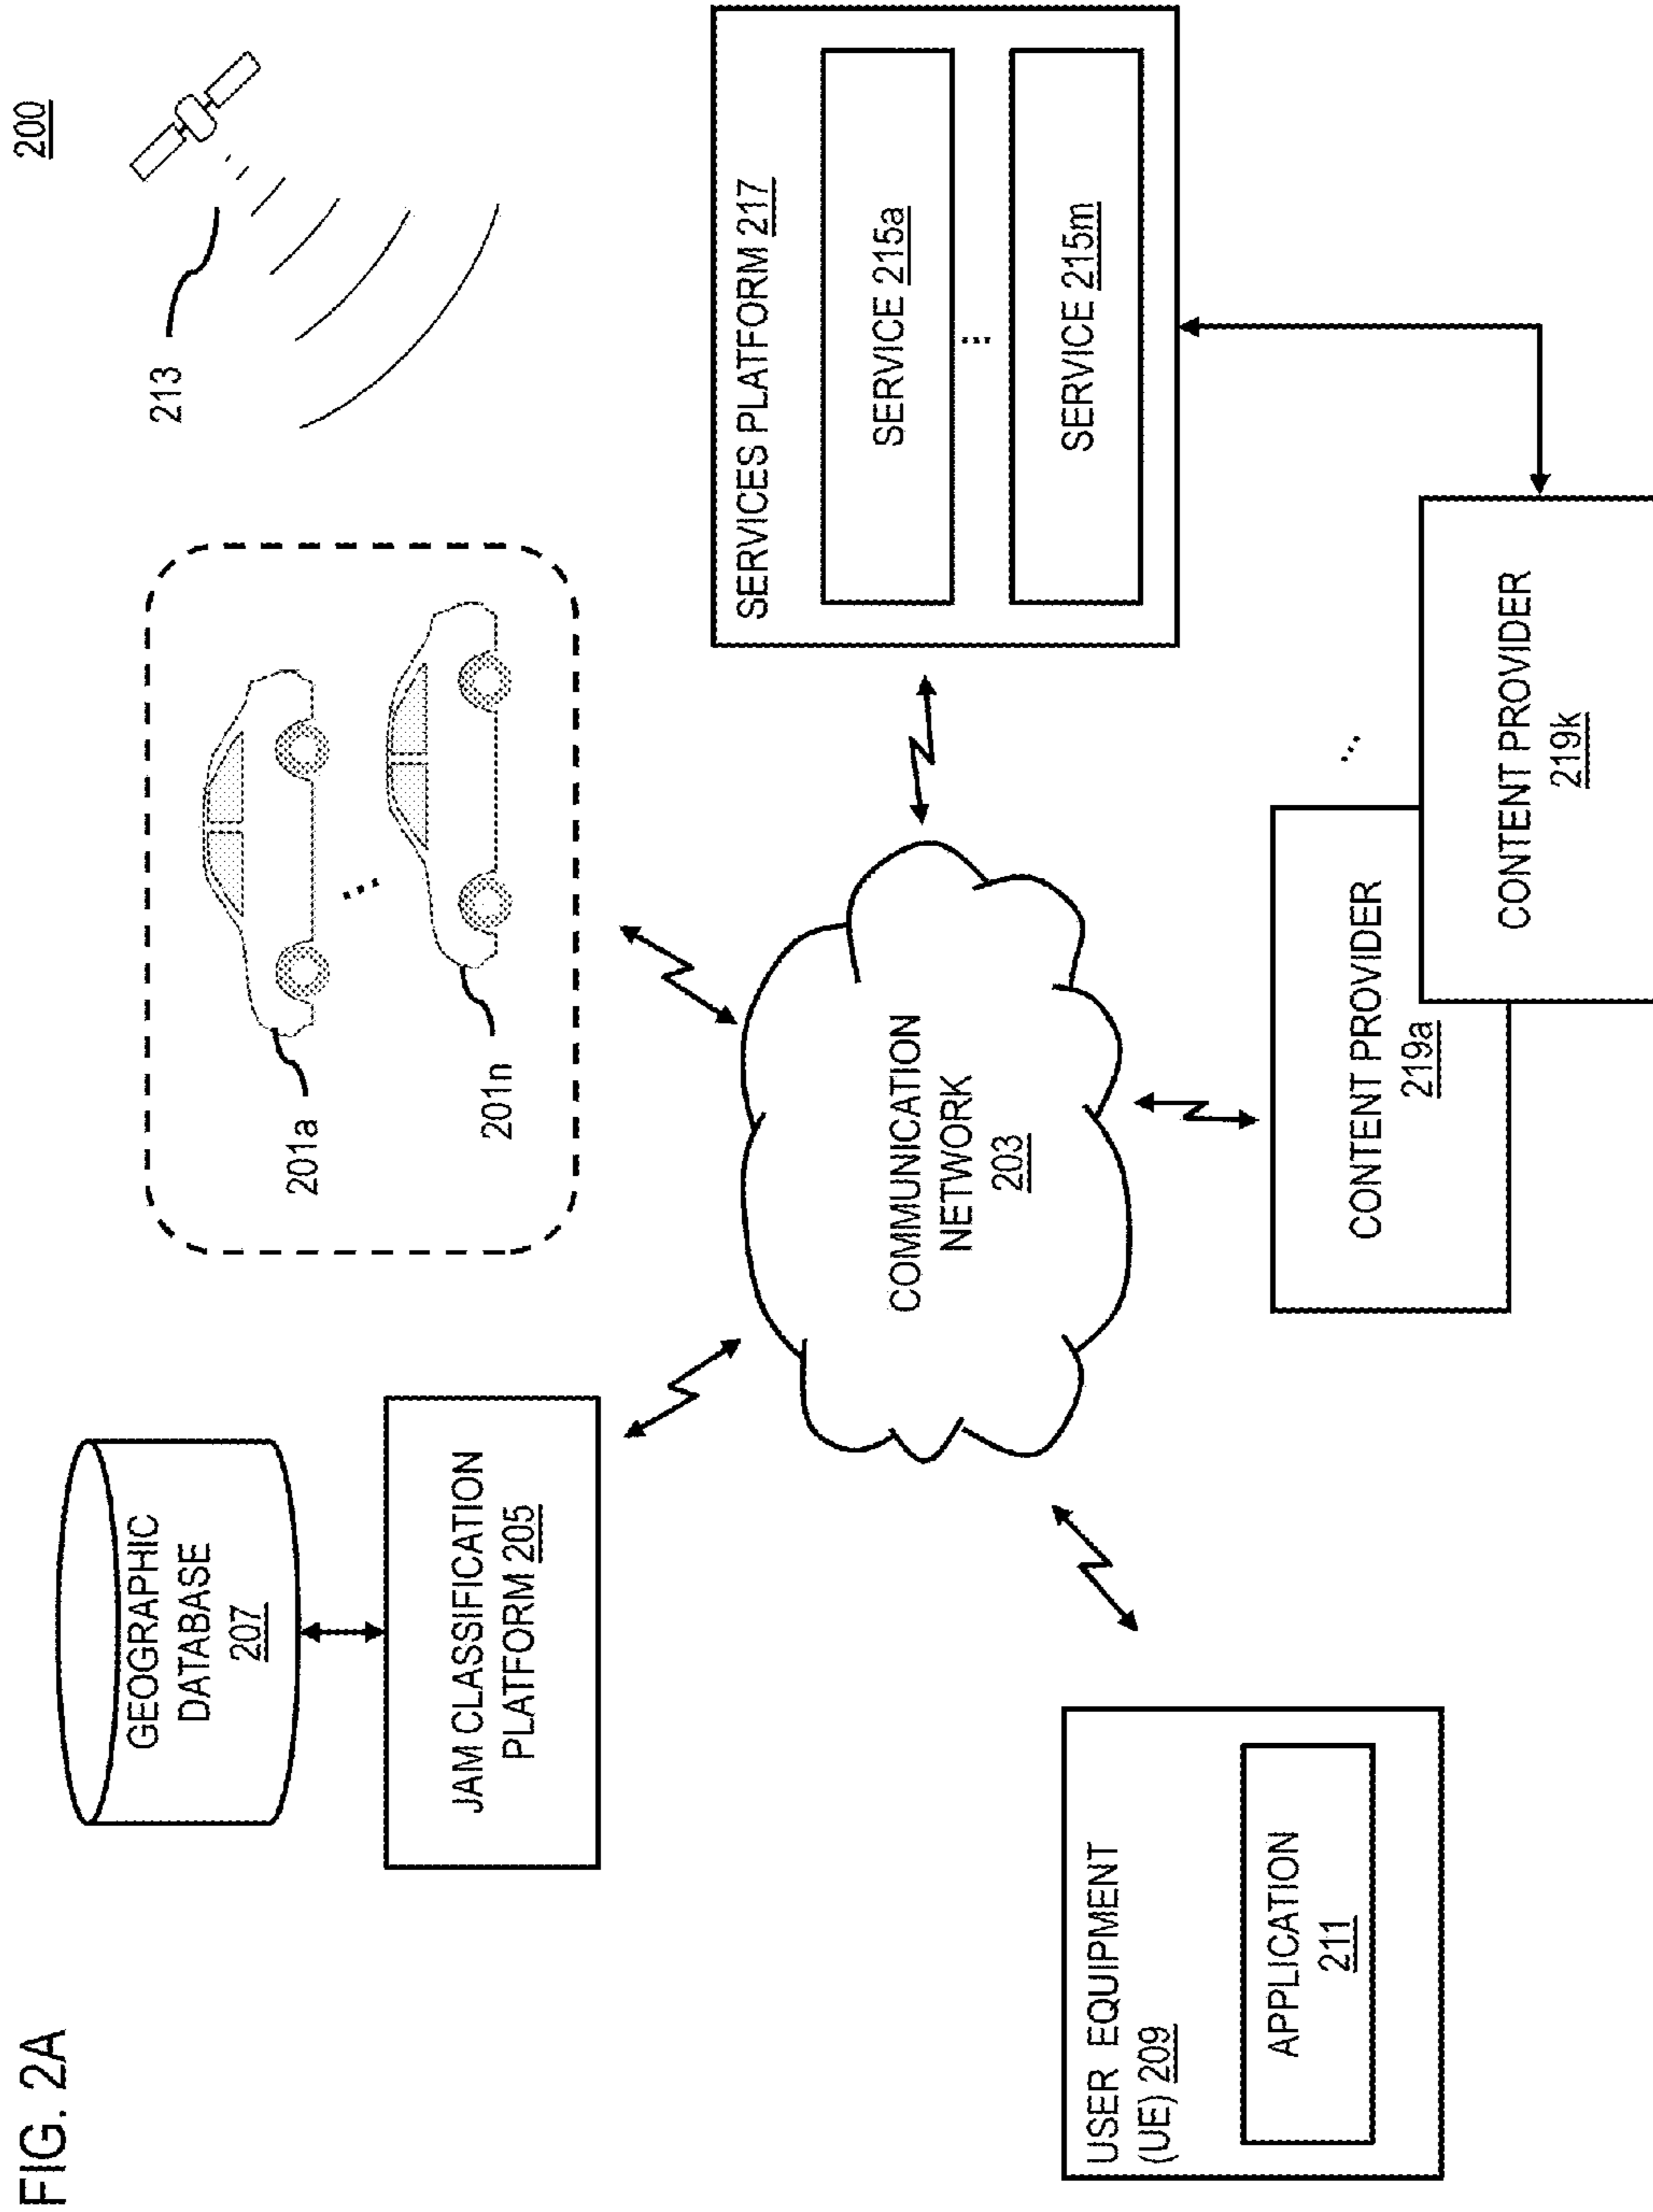 FIG. 2A
200
GEOGRAPHIC
DATABASE
207
JAM CLASSIFICATION
PLATFORM 205
201a
...
201n
213
COMMUNICATION
NETWORK
203
SERVICES PLATFORM 217
SERVICE 215a
...
SERVICE 215m
USER EQUIPMENT
(UE) 209
APPLICATION
211
CONTENT PROVIDER
219a
...
CONTENT PROVIDER
219k